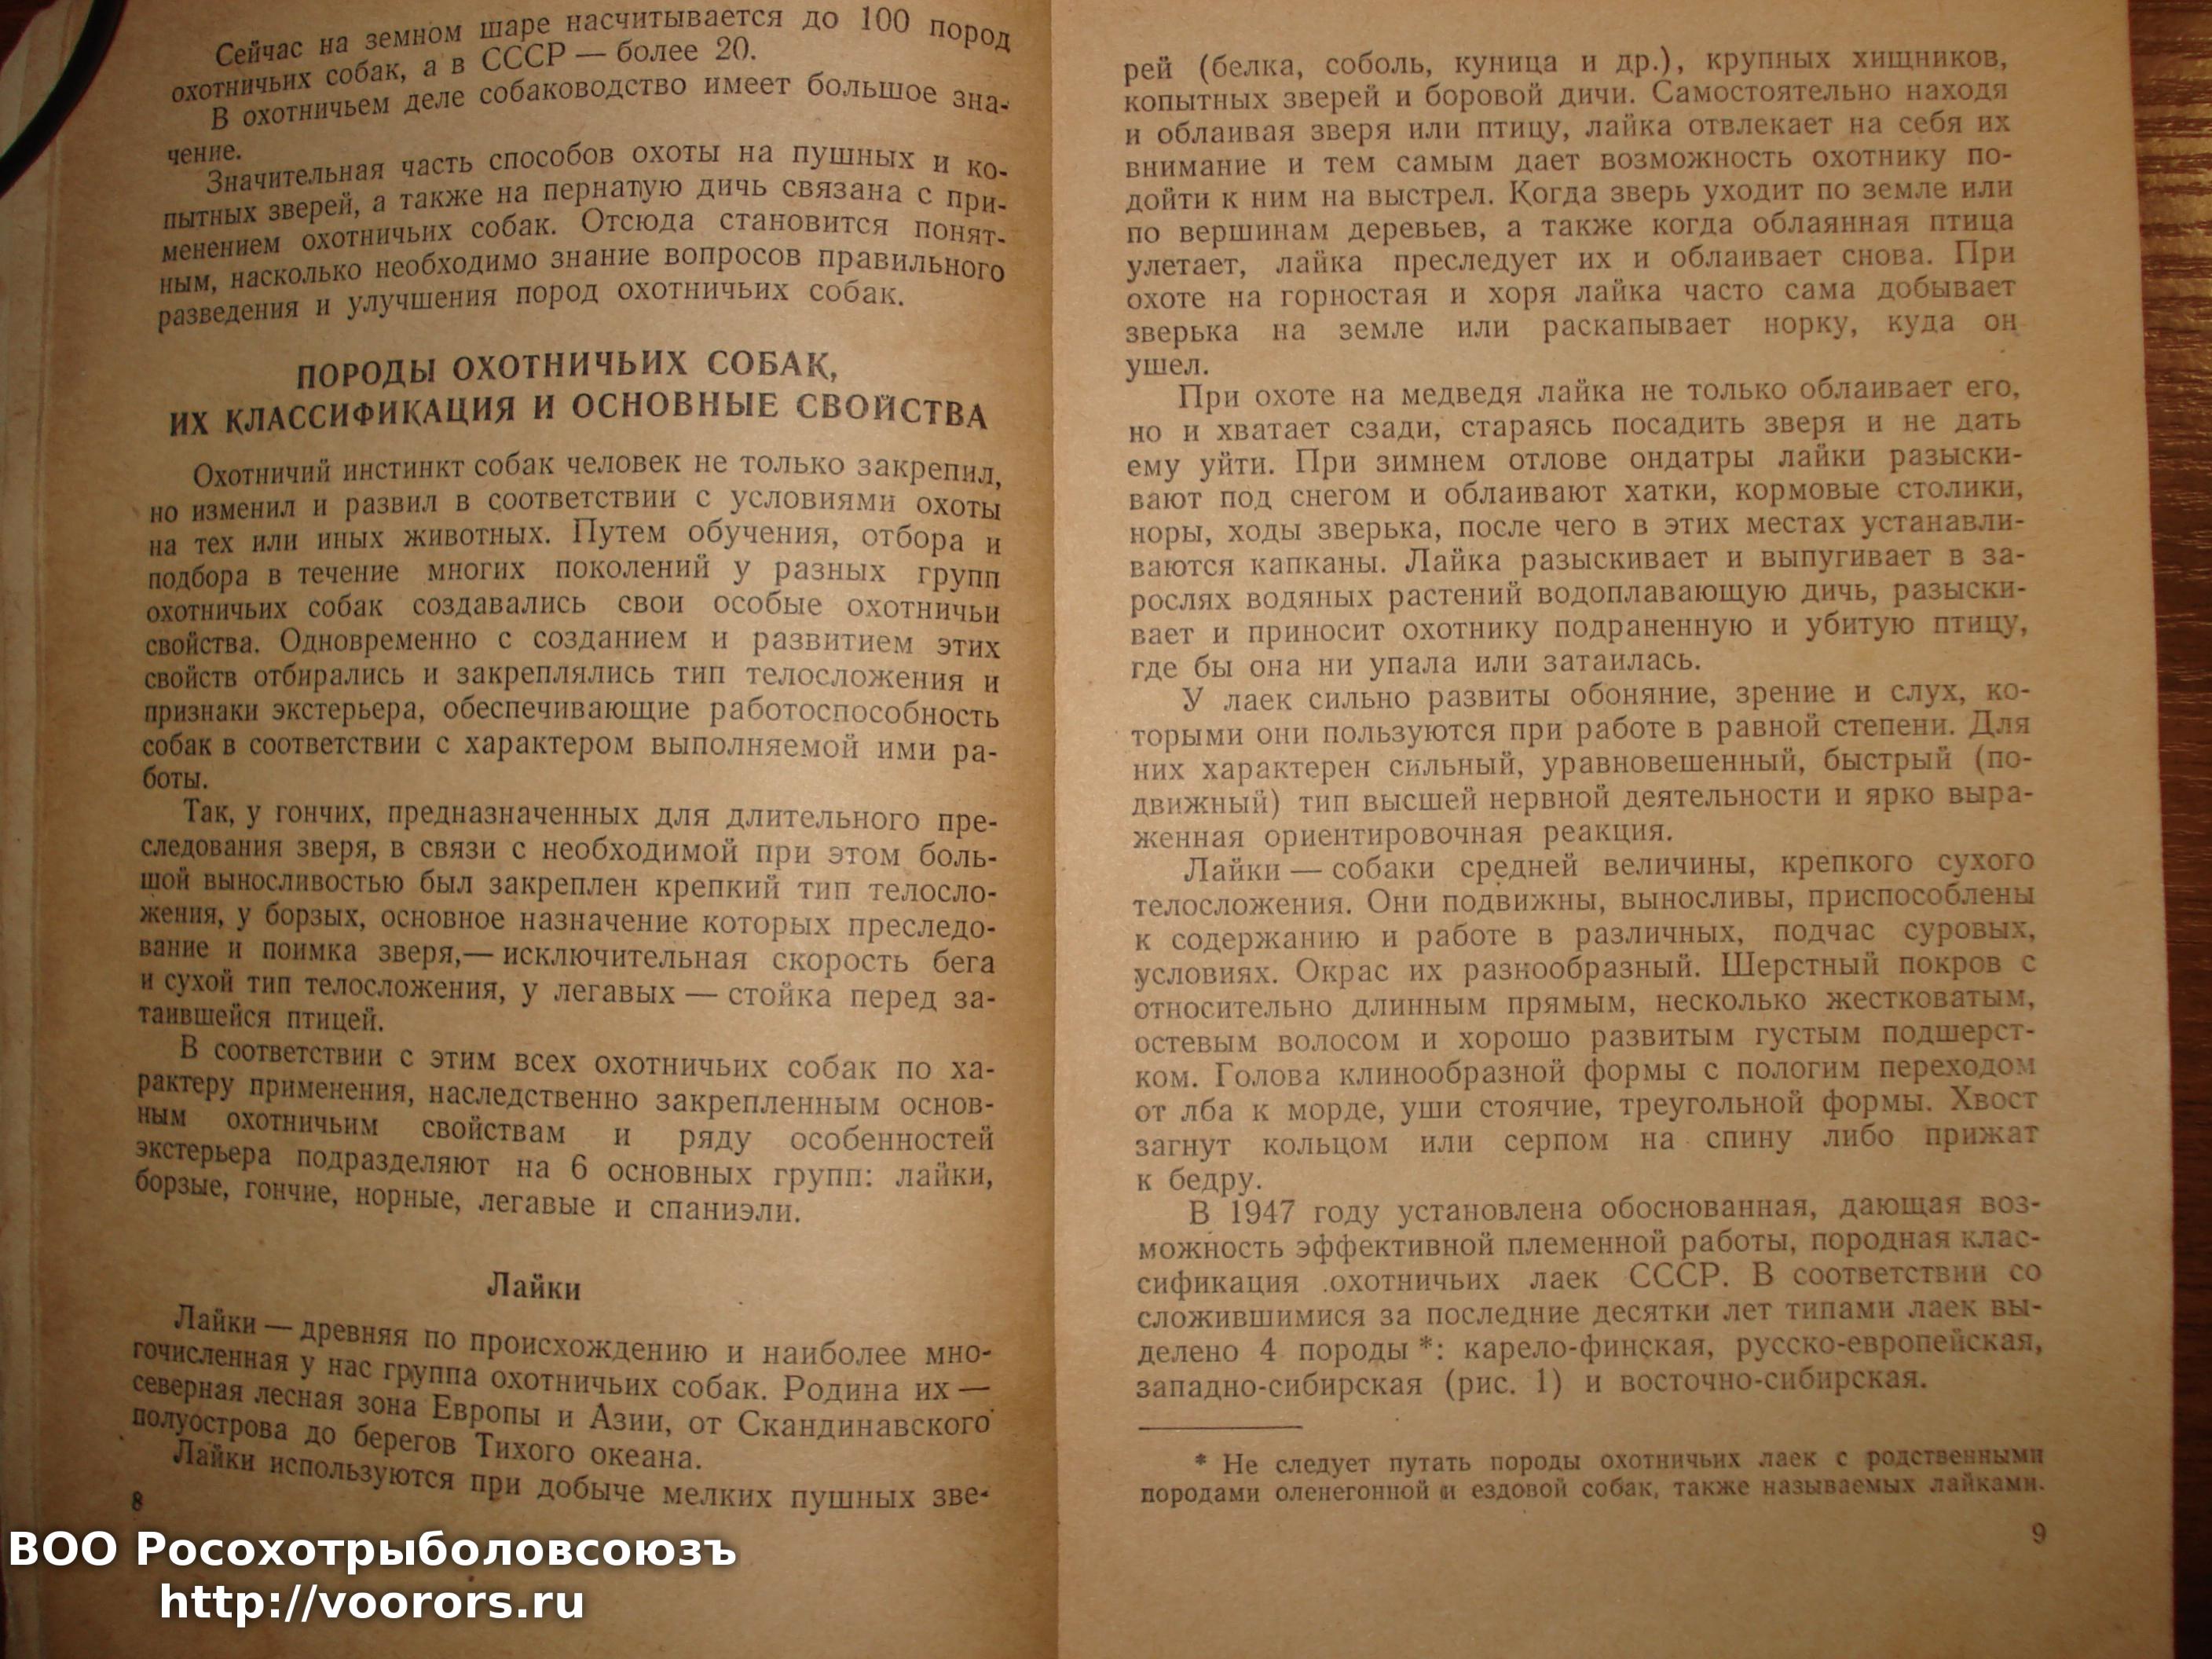 Сейчас на земном шаре насчитывается до 100 пород
охотничьих собак, а в СССР — более 20.
В охотничьем деле собаководство имеет большое зна-
чение.
Значительная часть способов охоты на пушных и ко-
пытных зверей, а также на пернатую дичь связана с при-
менением охотничьих собак. Отсюда становится понят-
ным, насколько необходимо знание вопросов правильного
разведения и улучшения пород охотничьих собак.
ПОРОДЫ ОХОТНИЧЬИХ СОБАК,
ИХ КЛАССИФИКАЦИЯ И ОСНОВНЫЕ СВОЙСТВА
Охотничий инстинкт собак человек не только закрепил,
но изменил и развил в соответствии с условиями охоты
на тех или иных животных. Путем обучения, отбора и
подбора в течение многих поколений у разных групп
охотничьих собак создавались свои особые охотничьи
свойства. Одновременно с созданием и развитием этих
свойств отбирались и закреплялись тип телосложения и
признаки экстерьера, обеспечивающие работоспособность
собак в соответствии с характером выполняемой ими ра-
боты.
Так, у гончих, предназначенных для длительного пре-
следования зверя, в связи с необходимой при этом боль-
шой выносливостью был закреплен крепкий тип телосло-
жения, у борзых, основное назначение которых преследо-
вание и поимка зверя,— исключительная скорость бега
и сухой тип телосложения, у легавых — стойка перед за-
таившейся птицей.
В соответствии с этим всех охотничьих собак по ха-
рактеру применения, наследственно закрепленным основ-
ным охотничьим свойствам и ряду особенностей
экстерьера подразделяют на 6 основных групп: лайки,
борзые, гончие, норные, легавые и спаниэли.
Лайки
Лайки — древняя по происхождению и наиболее мно-
гочисленная у нас группа охотничьих собак. Родина их —
северная лесная зона Европы и Азии, от Скандинавского
полуострова до берегов Тихого океана.
Лайки используются при добыче мелких пушных зве-
8
рей (белка, соболь, куница и др.), крупных хищников,
копытных зверей и боровой дичи. Самостоятельно находя
и облаивая зверя или птицу, лайка отвлекает на себя их
внимание и тем самым дает возможность охотнику по-
дойти к ним на выстрел. Когда зверь уходит по земле или
по вершинам деревьев, а также когда облаянная птица
улетает, лайка преследует их и облаивает снова. При
охоте на горностая и хоря лайка часто сама добывает
зверька на земле или раскапывает норку, куда он
ушел.
При охоте на медведя лайка не только облаивает его,
но и хватает сзади, стараясь посадить зверя и не дать
ему уйти. При зимнем отлове ондатры лайки разыски-
вают под снегом и облаивают хатки, кормовые столики,
норы, ходы зверька, после чего в этих местах устанавли-
ваются капканы. Лайка разыскивает и выпугивает в за-
рослях водяных растений водоплавающую дичь, разыски-
вает и приносит охотнику подраненную и убитую птицу,
где бы она ни упала или затаилась.
У лаек сильно развиты обоняние, зрение и слух, ко-
торыми они пользуются при работе в равной степени. Для
них характерен сильный, уравновешенный, быстрый (по-
движный) тип высшей нервной деятельности и ярко выра-
женная ориентировочная реакция.
Лайки — собаки средней величины, крепкого сухого
телосложения. Они подвижны, выносливы, приспособлены
к содержанию и работе в различных, подчас суровых,
условиях. Окрас их разнообразный. Шерстный покров с
относительно длинным прямым, несколько жестковатым,
остевым волосом и хорошо развитым густым подшерст-
ком. Голова клинообразной формы с пологим переходом
от лба к морде, уши стоячие, треугольной формы. Хвост
загнут кольцом или серпом на спину либо прижат
к бедру.
В 1947 году установлена обоснованная, дающая воз-
можность эффективной племенной работы, породная клас-
сификация охотничьих лаек СССР. В соответствии со
сложившимися за последние десятки лет типами лаек вы-
делено 4 породы *: карело-финская, русско-европейская,
западно-сибирская (рис. 1) и восточно-сибирская.
* Не следует путать породы охотничьих лаек с родственными
породами оленегонной и ездовой собак, также называемых лайками.
9
ВОО Росохотрыболовсоюзъ
http://voorors.ru